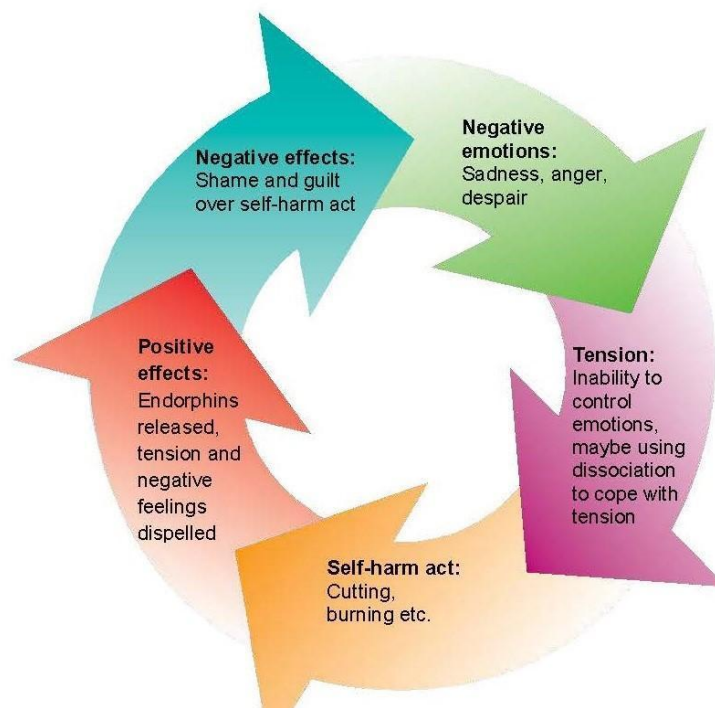 Negative effects:
Shame and guilt
over self-harm act
Negative
emotions:
Sadness, anger,
despair
Tension:
Inability to
control
emotions,
maybe using
dissociation
to cope with
tension
Self-harm act:
Cutting,
burning etc.
Positive
effects:
Endorphins
released,
tension and
negative
feelings
dispelled